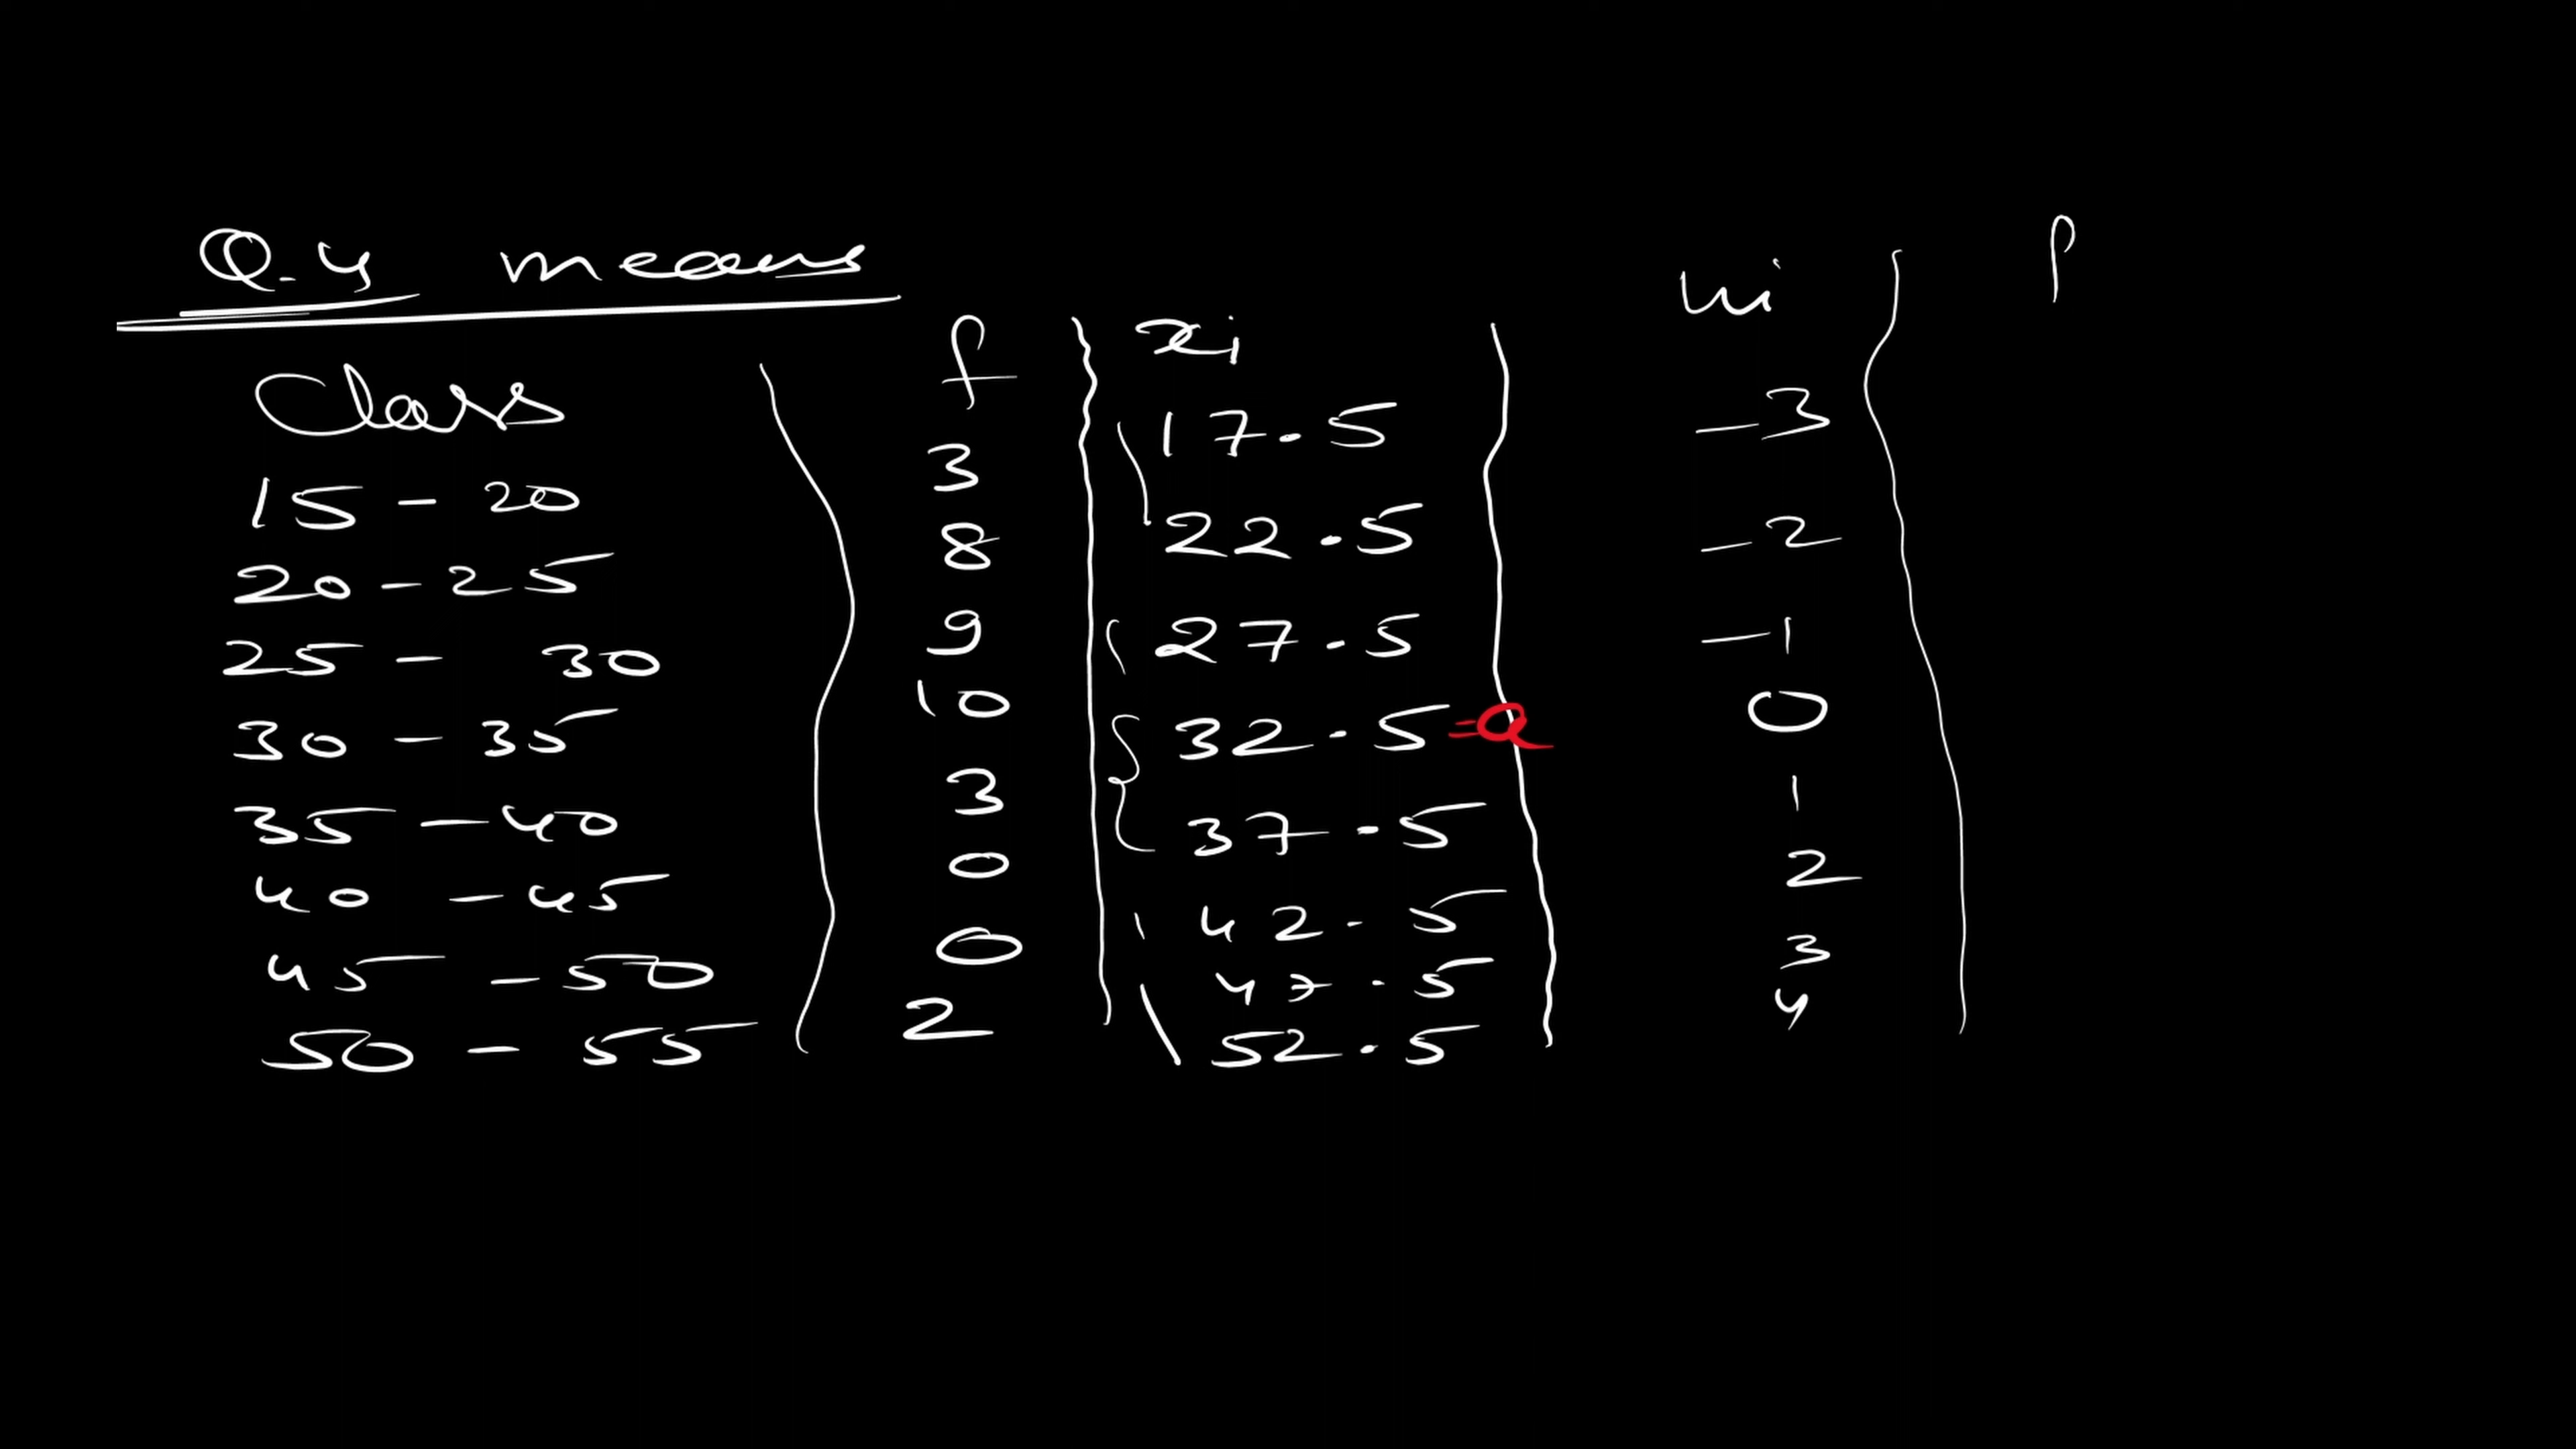 Q.4 means
Class f xi ui f
15 - 20 3 17.5 -3
20 - 25 8 22.5 -2
25 - 30 9 27.5 -1
30 - 35 10 32.5 = a 0
35 - 40 3 37.5 1
40 - 45 0 42.5 2
45 - 50 0 47.5 3
50 - 55 2 52.5 4